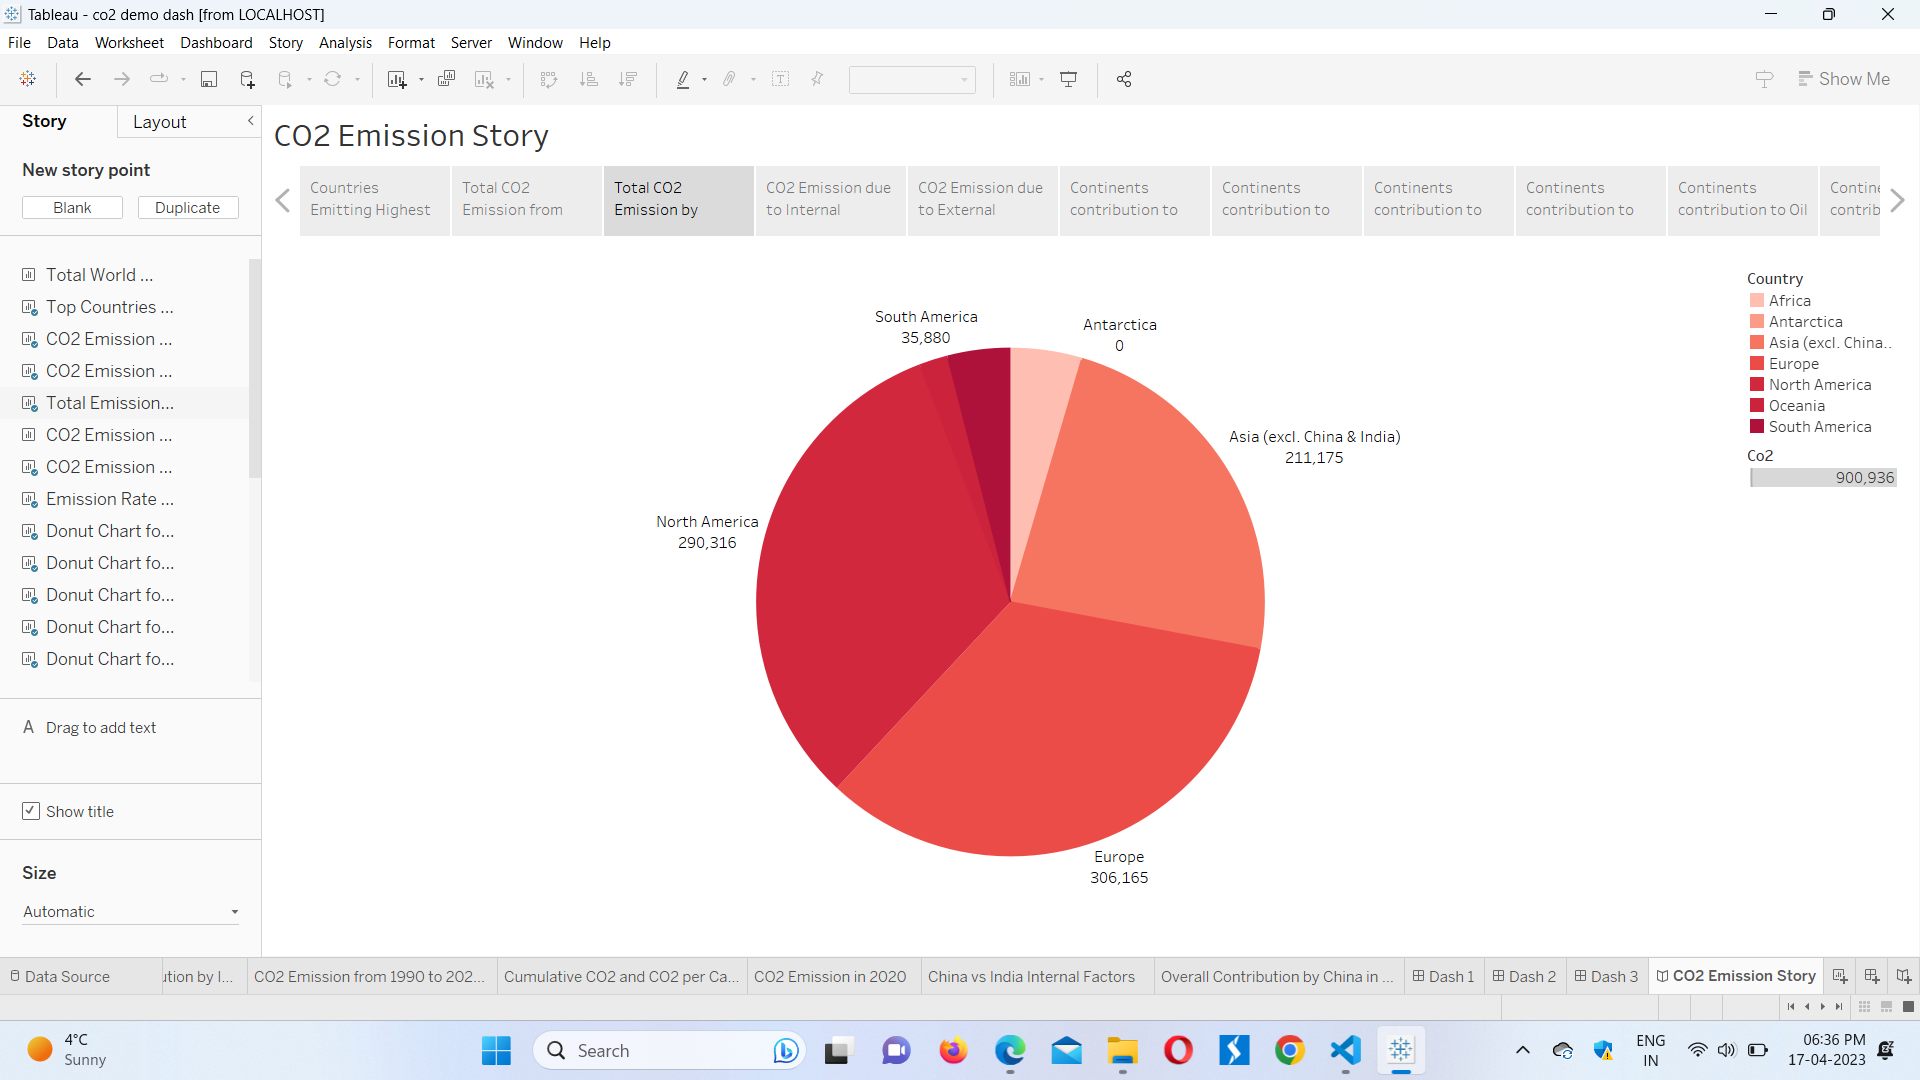 Tableau - co2 demo dash [from LOCALHOST]
File Data Worksheet Dashboard Story Analysis Format Server Window Help
Show Me
Story Layout
New story point
Blank Duplicate
Total World ...
Top Countries ...
CO2 Emission ...
CO2 Emission ...
Total Emission...
CO2 Emission ...
CO2 Emission ...
Emission Rate ...
Donut Chart fo...
Donut Chart fo...
Donut Chart fo...
Donut Chart fo...
Donut Chart fo...
A Drag to add text
Show title
Size
Automatic
CO2 Emission Story
Countries
Emitting Highest
Total CO2
Emission from
Total CO2
Emission by
CO2 Emission due
to Internal
CO2 Emission due
to External
Continents
contribution to
Continents
contribution to
Continents
contribution to
Continents
contribution to
Continents
contribution to Oil
Contine
contrib
South America
35,880
Antarctica
0
Asia (excl. China & India)
211,175
North America
290,316
Europe
306,165
Country
Africa
Antarctica
Asia (excl. China..
Europe
North America
Oceania
South America
Co2
900,936
Data Source ution by I... CO2 Emission from 1990 to 202... Cumulative CO2 and CO2 per Ca... CO2 Emission in 2020 China vs India Internal Factors Overall Contribution by China in ... Dash 1 Dash 2 Dash 3 CO2 Emission Story
4°C
Sunny
Search
ENG
IN
06:36 PM
17-04-2023